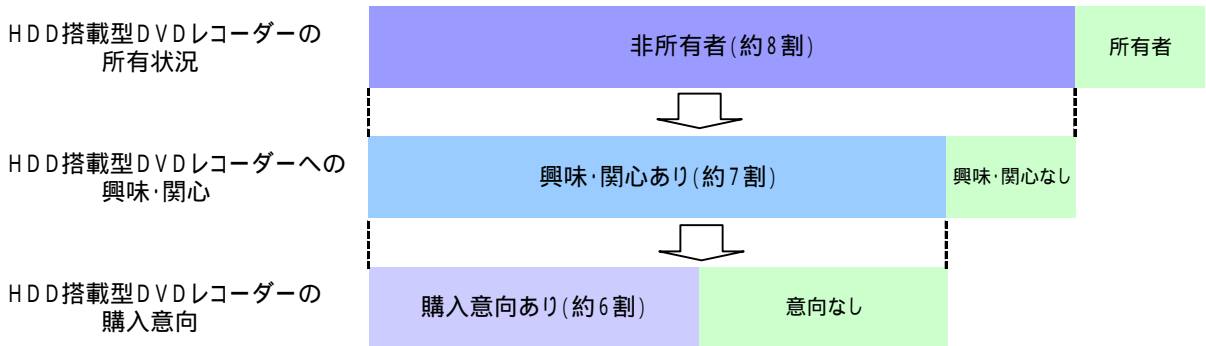 HDD搭載型DVDレコーダーの
所有状況
非所有者(約8割)
所有者
HDD搭載型DVDレコーダーへの
興味・関心
興味・関心あり(約7割)
興味・関心なし
HDD搭載型DVDレコーダーの
購入意向
購入意向あり(約6割)
意向なし